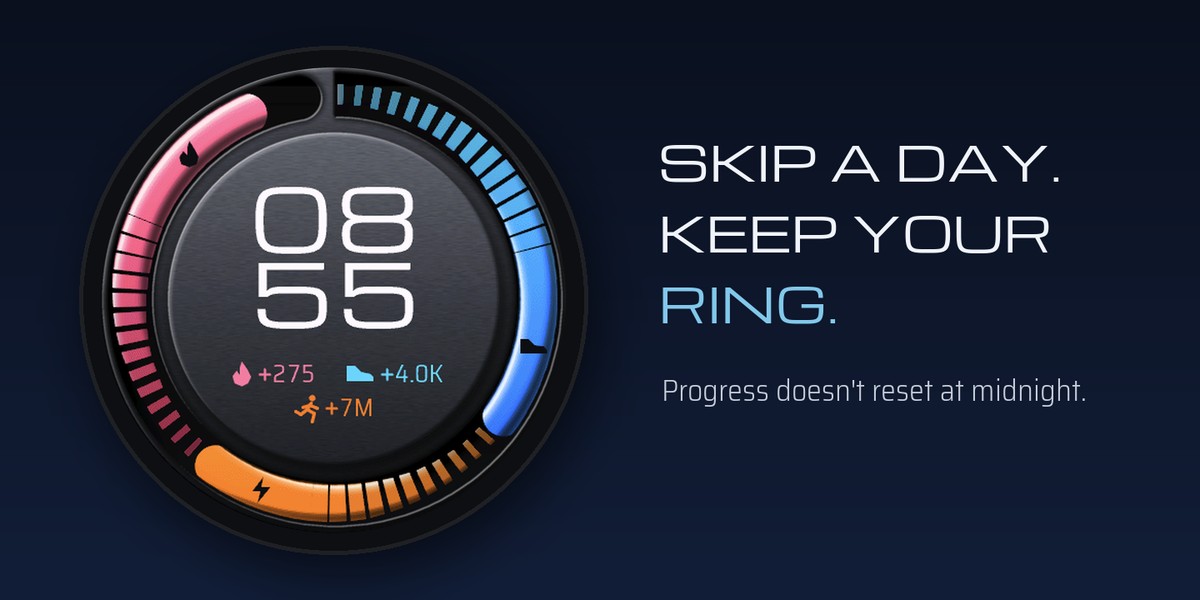 08
55
+275 +4.0K
+7M
SKIP A DAY.
KEEP YOUR
RING.
Progress doesn't reset at midnight.